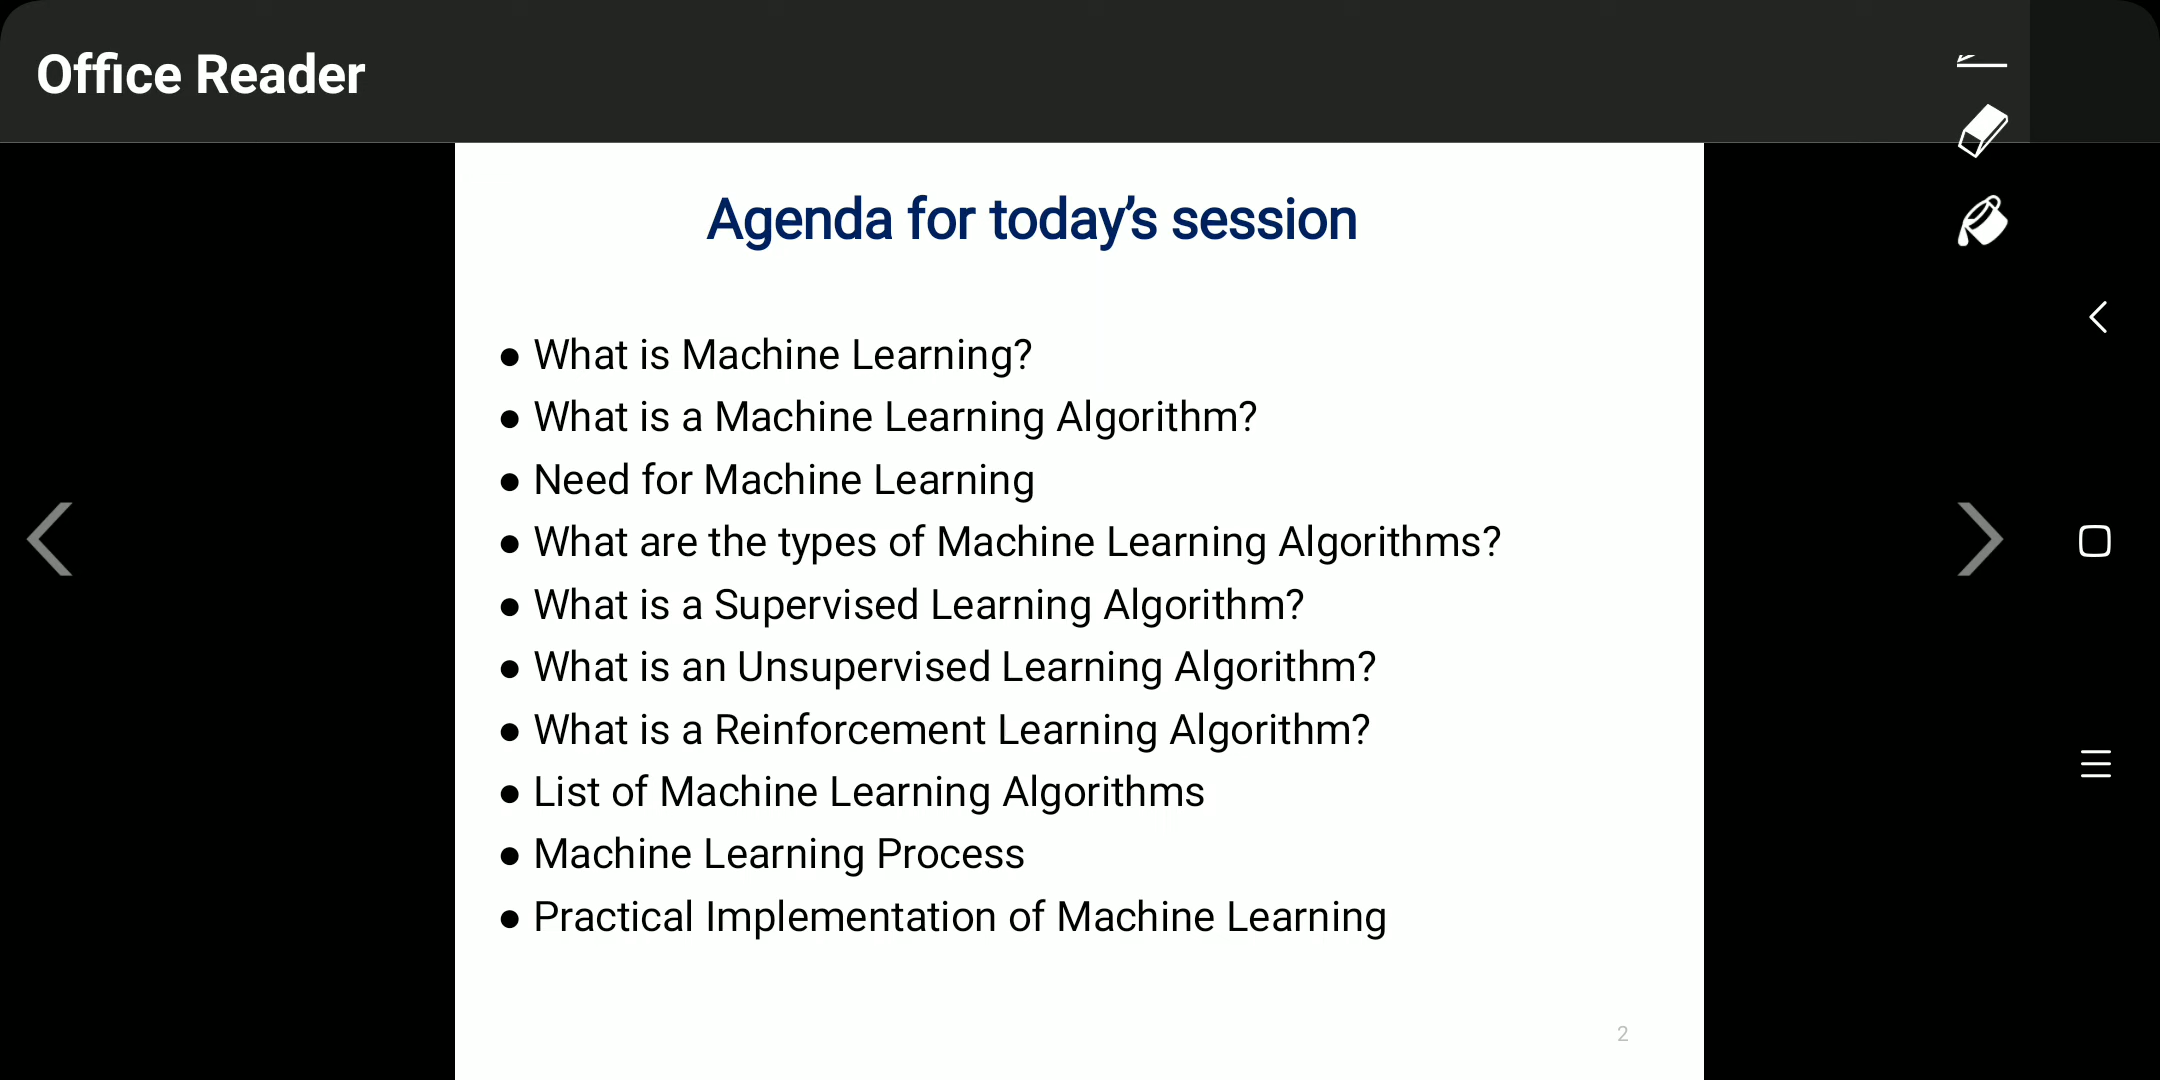 Office Reader
Agenda for today’s session
● What is Machine Learning?
● What is a Machine Learning Algorithm?
● Need for Machine Learning
● What are the types of Machine Learning Algorithms?
● What is a Supervised Learning Algorithm?
● What is an Unsupervised Learning Algorithm?
● What is a Reinforcement Learning Algorithm?
● List of Machine Learning Algorithms
● Machine Learning Process
● Practical Implementation of Machine Learning
2